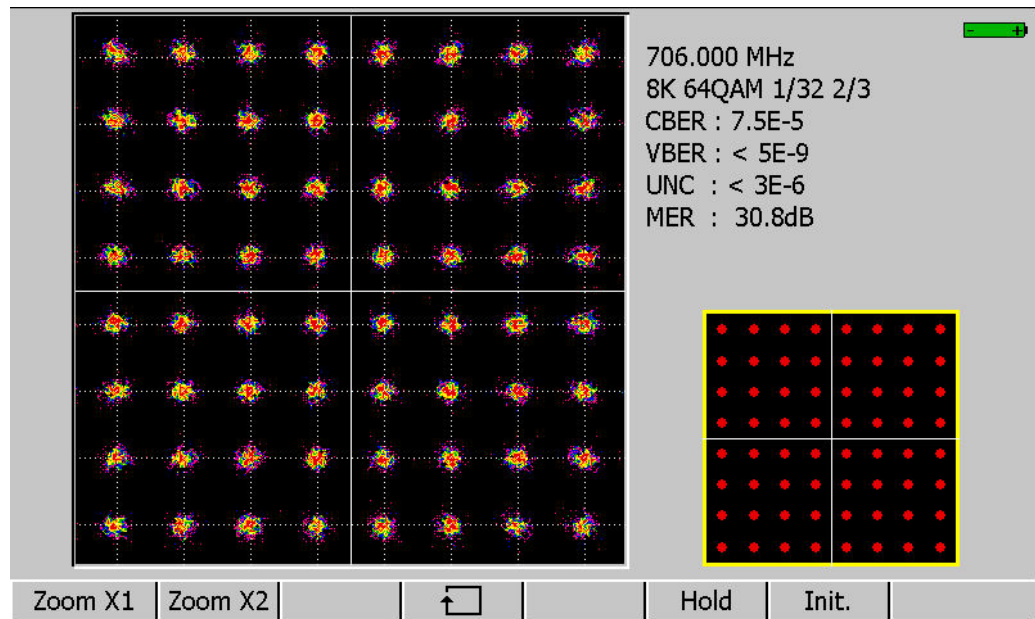 706.000 MHz
8K 64QAM 1/32 2/3
CBER : 7.5E-5
VBER : < 5E-9
UNC : < 3E-6
MER : 30.8dB
Zoom X1 Zoom X2 Hold Init.